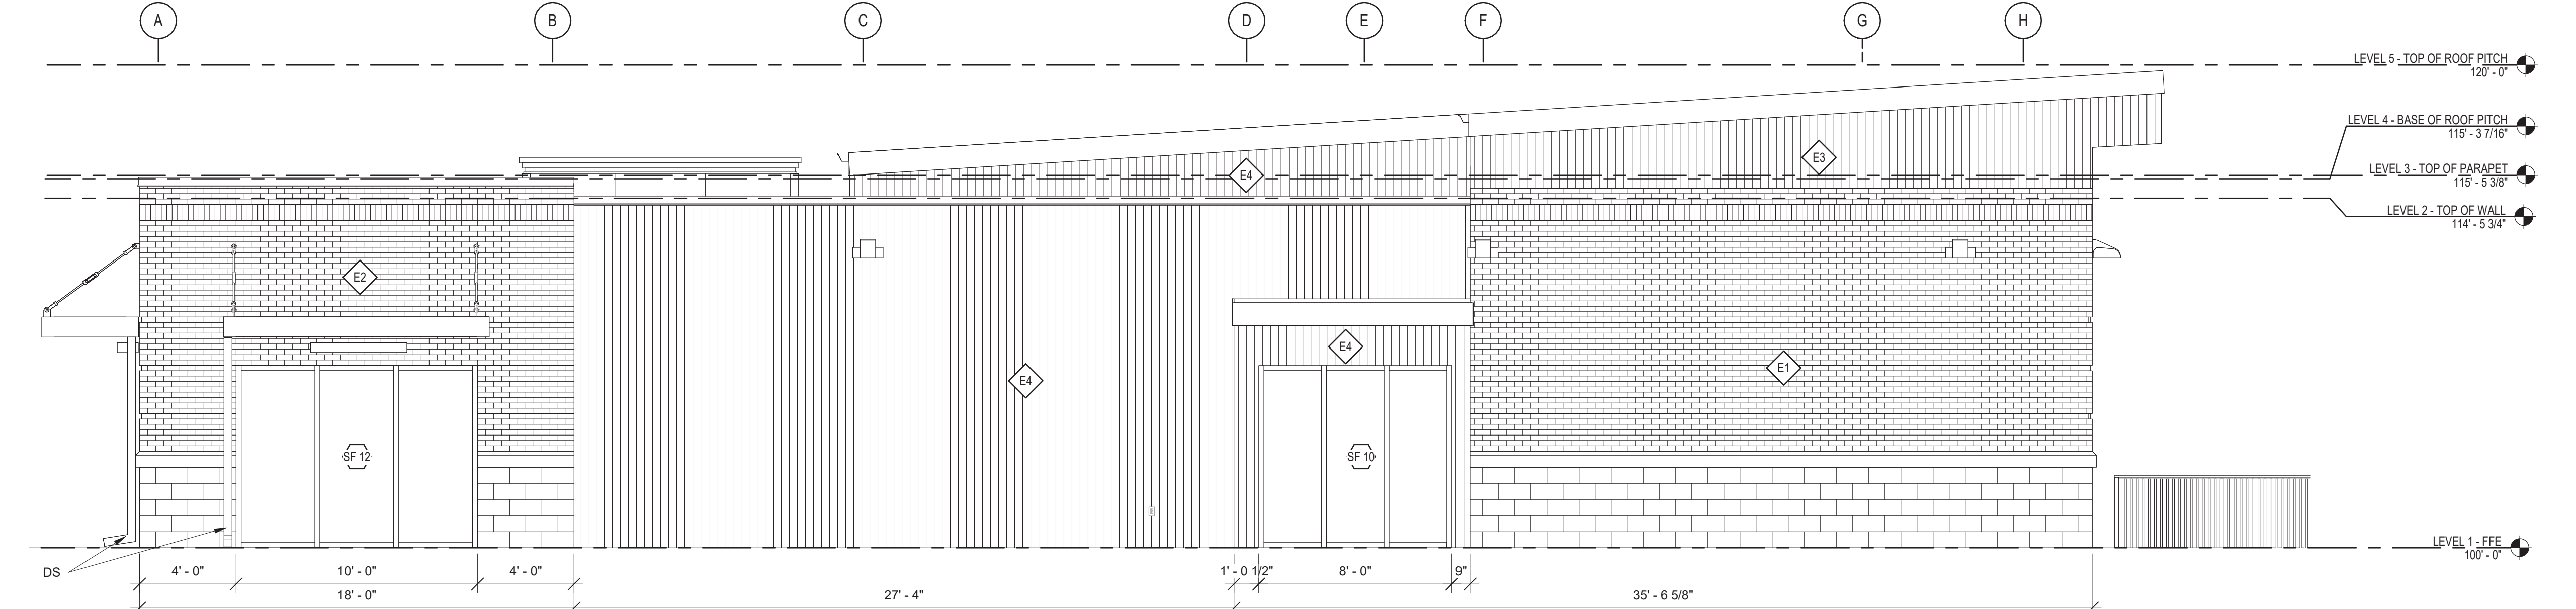 A B C D E F G H
LEVEL 5 - TOP OF ROOF PITCH
120' - 0"
LEVEL 4 - BASE OF ROOF PITCH
115' - 3 7/16"
E3
LEVEL 3 - TOP OF PARAPET
115' - 5 3/8"
E4
LEVEL 2 - TOP OF WALL
114' - 5 3/4"
E2
E4
E4
E1
SF 12
SF 10
LEVEL 1 - FFE
100' - 0"
DS
4' - 0" 10' - 0" 4' - 0" 1' - 0 1/2" 8' - 0" 9"
18' - 0" 27' - 4" 35' - 6 5/8"